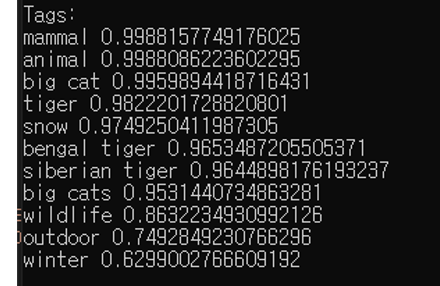 Tags:
mammal 0.9988157749176025
animal 0.9988086223602295
big cat 0.9959894418716431
tiger 0.9822201728820801
snow 0.9749250411987305
bengal tiger 0.9653487205505371
siberian tiger 0.9644898176193237
big cats 0.9531440734863281
wildlife 0.8632234930992126
outdoor 0.7492849230766296
winter 0.6299002766609192